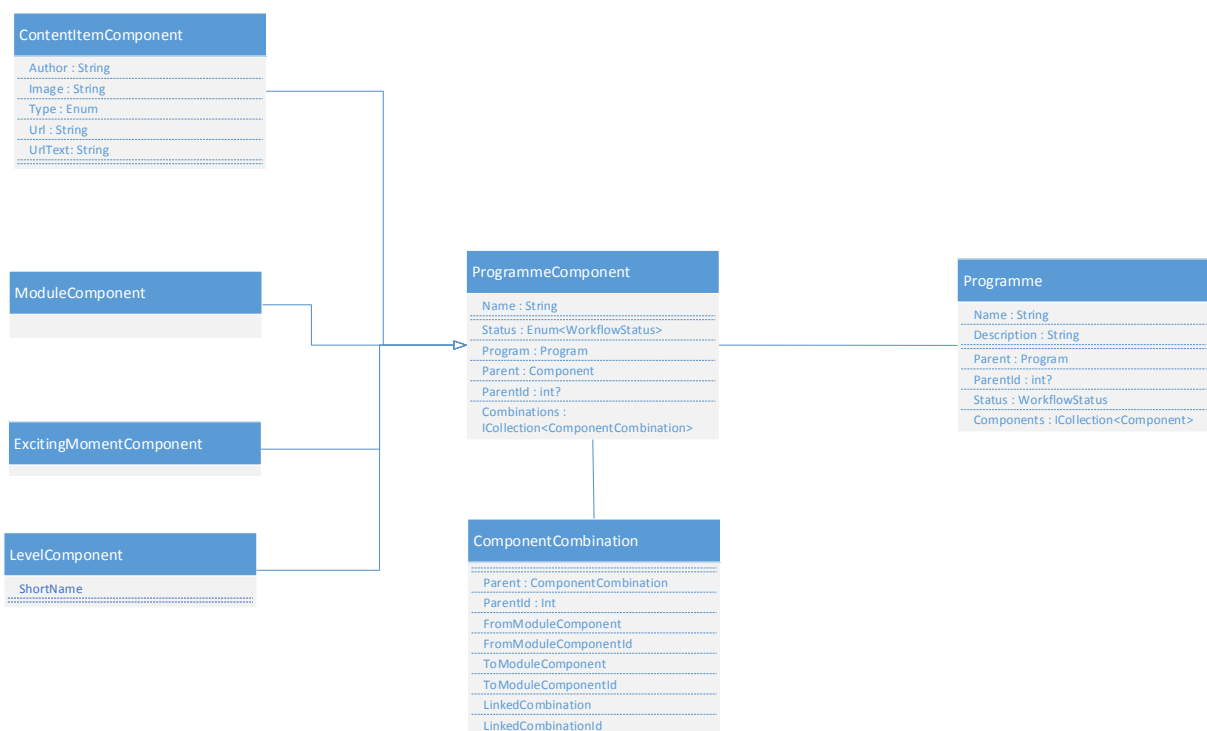 ContentItemComponent
Author : String
Image : String
Type : Enum
Url : String
UrlText: String
ModuleComponent
ExcitingMomentComponent
LevelComponent
ShortName
ProgrammeComponent
Name : String
Status : Enum<WorkflowStatus>
Program : Program
Parent : Component
ParentId : int?
Combinations :
ICollection<ComponentCombination>
ComponentCombination
Parent : ComponentCombination
ParentId : Int
FromModuleComponent
FromModuleComponentId
ToModuleComponent
ToModuleComponentId
LinkedCombination
LinkedCombinationId
Programme
Name : String
Description : String
Parent : Program
ParentId : int?
Status : WorkflowStatus
Components : ICollection<Component>